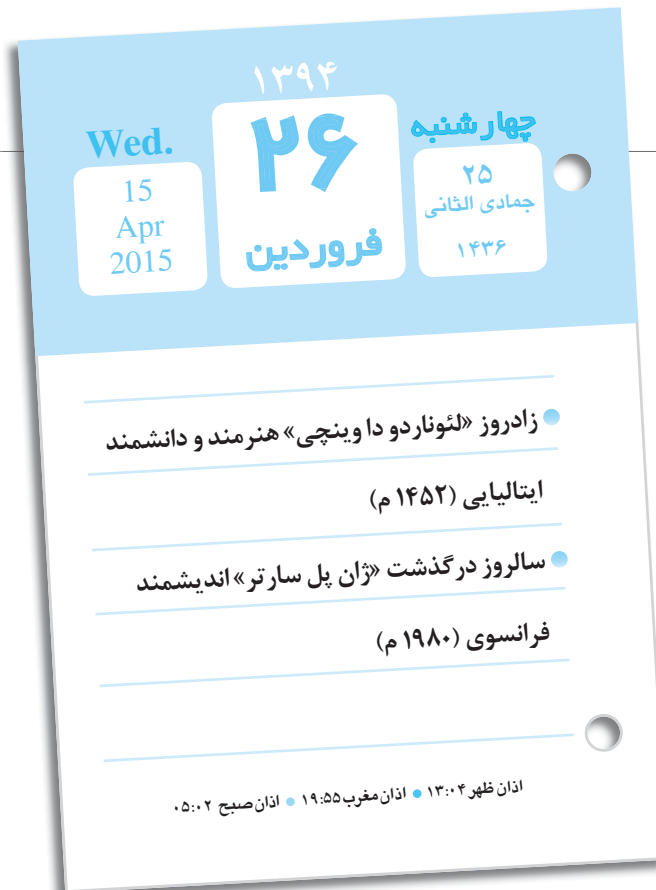 ۱۳۹۴
چهارشنبه
۲۵
جمادی الثانی
۱۴۳۶
۲۶
فروردین
Wed.
15
Apr
2015
زادروز «لئوناردو دا وینچی» هنرمند و دانشمند
ایتالیایی (۱۴۵۲ م)
سالروز درگذشت «ژان پل سارتر» اندیشمند
فرانسوی (۱۹۸۰ م)
اذان ظهر ۱۳:۰۴ اذان مغرب ۱۹:۵۵ اذان صبح ۰۵:۰۲